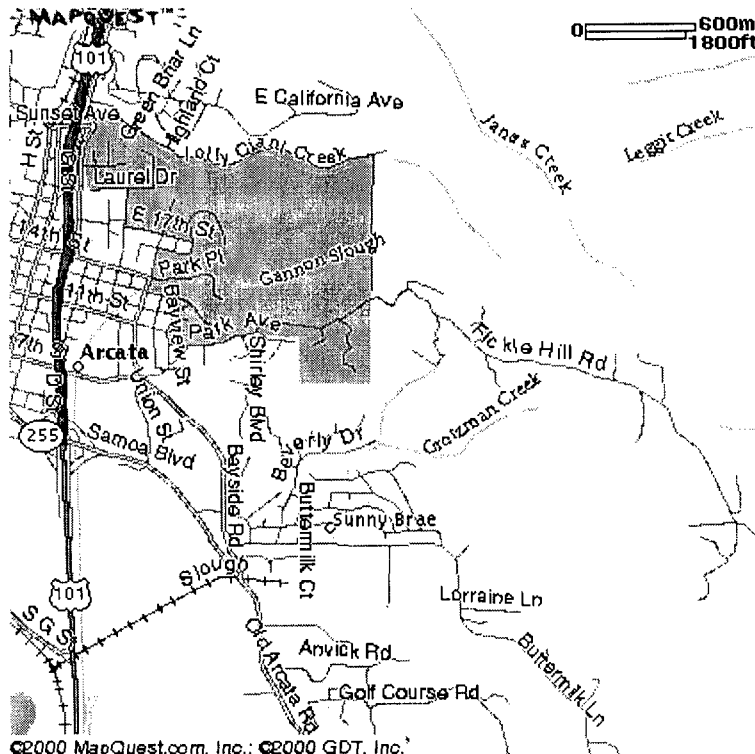 MAPQUEST™
0 600m
1800ft
101
Green Briar Ln
Highland Ct
E California Ave
Sunset Ave
H St
Janes Creek
Leggit Creek
Jolly Giant Creek
Laurel Dr
E 17th St
14th St
Park Pl
Gannon Slough
11th St
Bayview St
Park Ave
7th St
Arcata
Shirley Blvd
Fickle Hill Rd
Union St
255
Samoa Blvd
Beverly Dr
Grotzman Creek
Bayside Rd
Buttermilk Ct
Sunny Brae
Slough
101
S G St
Lorraine Ln
Old Arcata Rd
Anvick Rd
Buttermilk Ln
Golf Course Rd
©2000 MapQuest.com, Inc.; ©2000 GDT, Inc.